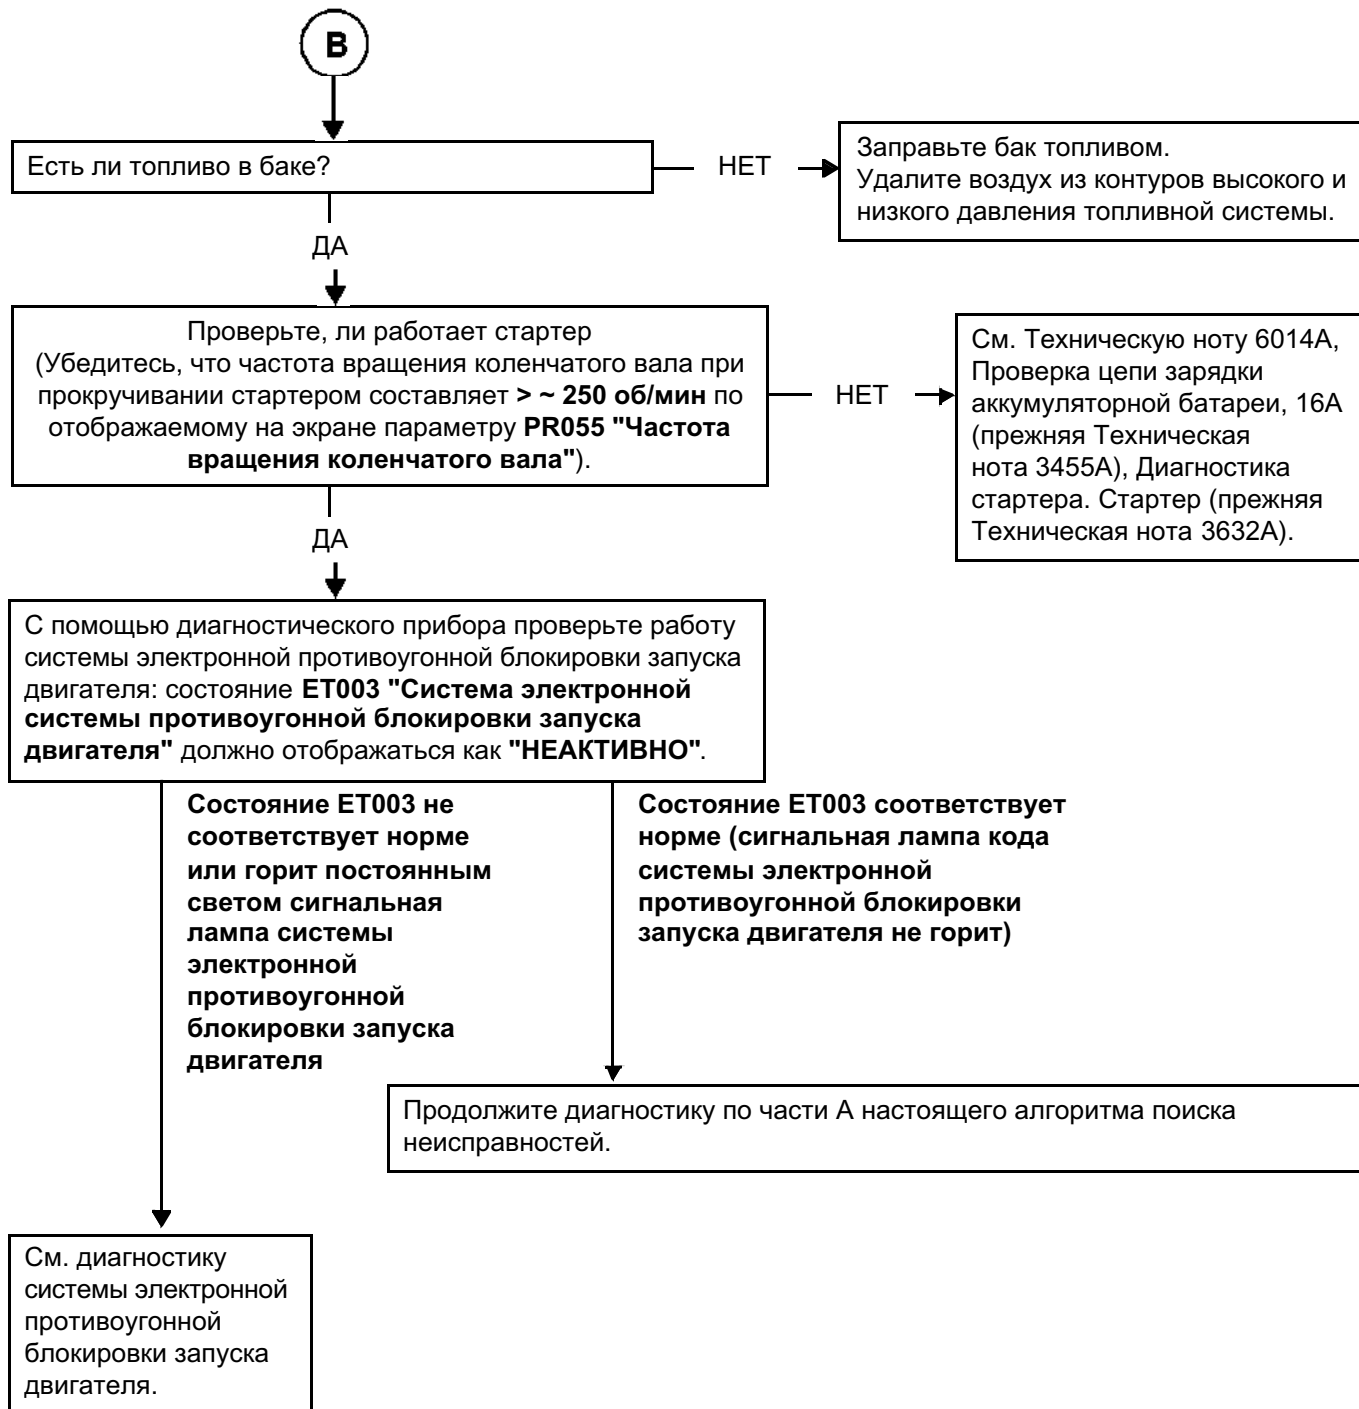 B
Есть ли топливо в баке?
НЕТ
Заправьте бак топливом.
Удалите воздух из контуров высокого и
низкого давления топливной системы.
ДА
Проверьте, ли работает стартер
(Убедитесь, что частота вращения коленчатого вала при
прокручивании стартером составляет > ~ 250 об/мин по
отображаемому на экране параметру PR055 "Частота
вращения коленчатого вала").
НЕТ
См. Техническую ноту 6014A,
Проверка цепи зарядки
аккумуляторной батареи, 16A
(прежняя Техническая
нота 3455A), Диагностика
стартера. Стартер (прежняя
Техническая нота 3632A).
ДА
С помощью диагностического прибора проверьте работу
системы электронной противоугонной блокировки запуска
двигателя: состояние ET003 "Система электронной
системы противоугонной блокировки запуска
двигателя" должно отображаться как "НЕАКТИВНО".
Состояние ET003 не
соответствует норме
или горит постоянным
светом сигнальная
лампа системы
электронной
противоугонной
блокировки запуска
двигателя
Состояние ET003 соответствует
норме (сигнальная лампа кода
системы электронной
противоугонной блокировки
запуска двигателя не горит)
Продолжите диагностику по части A настоящего алгоритма поиска
неисправностей.
См. диагностику
системы электронной
противоугонной
блокировки запуска
двигателя.